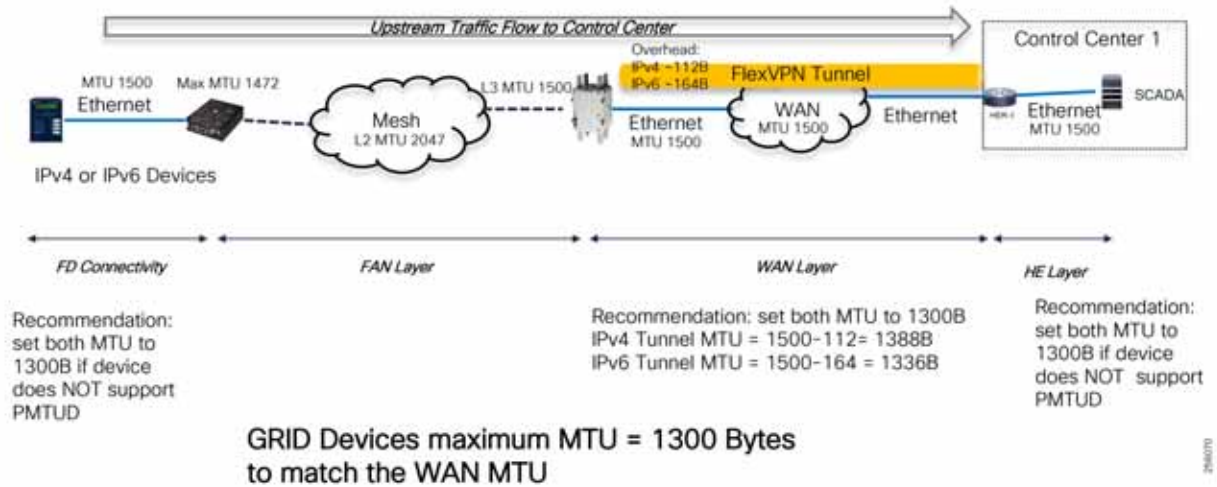 Upstream Traffic Flow to Control Center
Control Center 1
Overhead:
IPv4 ~112B
IPv6 ~164B
FlexVPN Tunnel
MTU 1500
Ethernet
Max MTU 1472
L3 MTU 1500
Mesh
L2 MTU 2047
Ethernet
MTU 1500
WAN
MTU 1500
Ethernet
HER-1
Ethernet
MTU 1500
SCADA
IPv4 or IPv6 Devices
FD Connectivity
FAN Layer
WAN Layer
HE Layer
Recommendation:
set both MTU to
1300B if device
does NOT support
PMTUD
Recommendation: set both MTU to 1300B
IPv4 Tunnel MTU = 1500-112= 1388B
IPv6 Tunnel MTU = 1500-164 = 1336B
Recommendation:
set both MTU to
1300B if device
does NOT support
PMTUD
GRID Devices maximum MTU = 1300 Bytes
to match the WAN MTU
258070